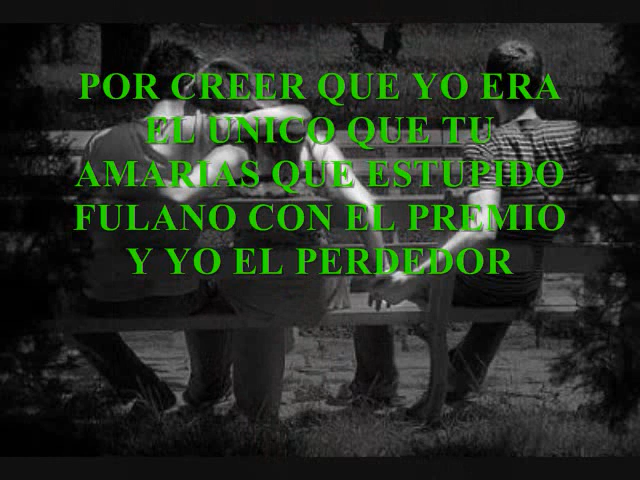 POR CREER QUE YO ERA
EL UNICO QUE TU
AMARIAS QUE ESTUPIDO
FULANO CON EL PREMIO
Y YO EL PERDEDOR